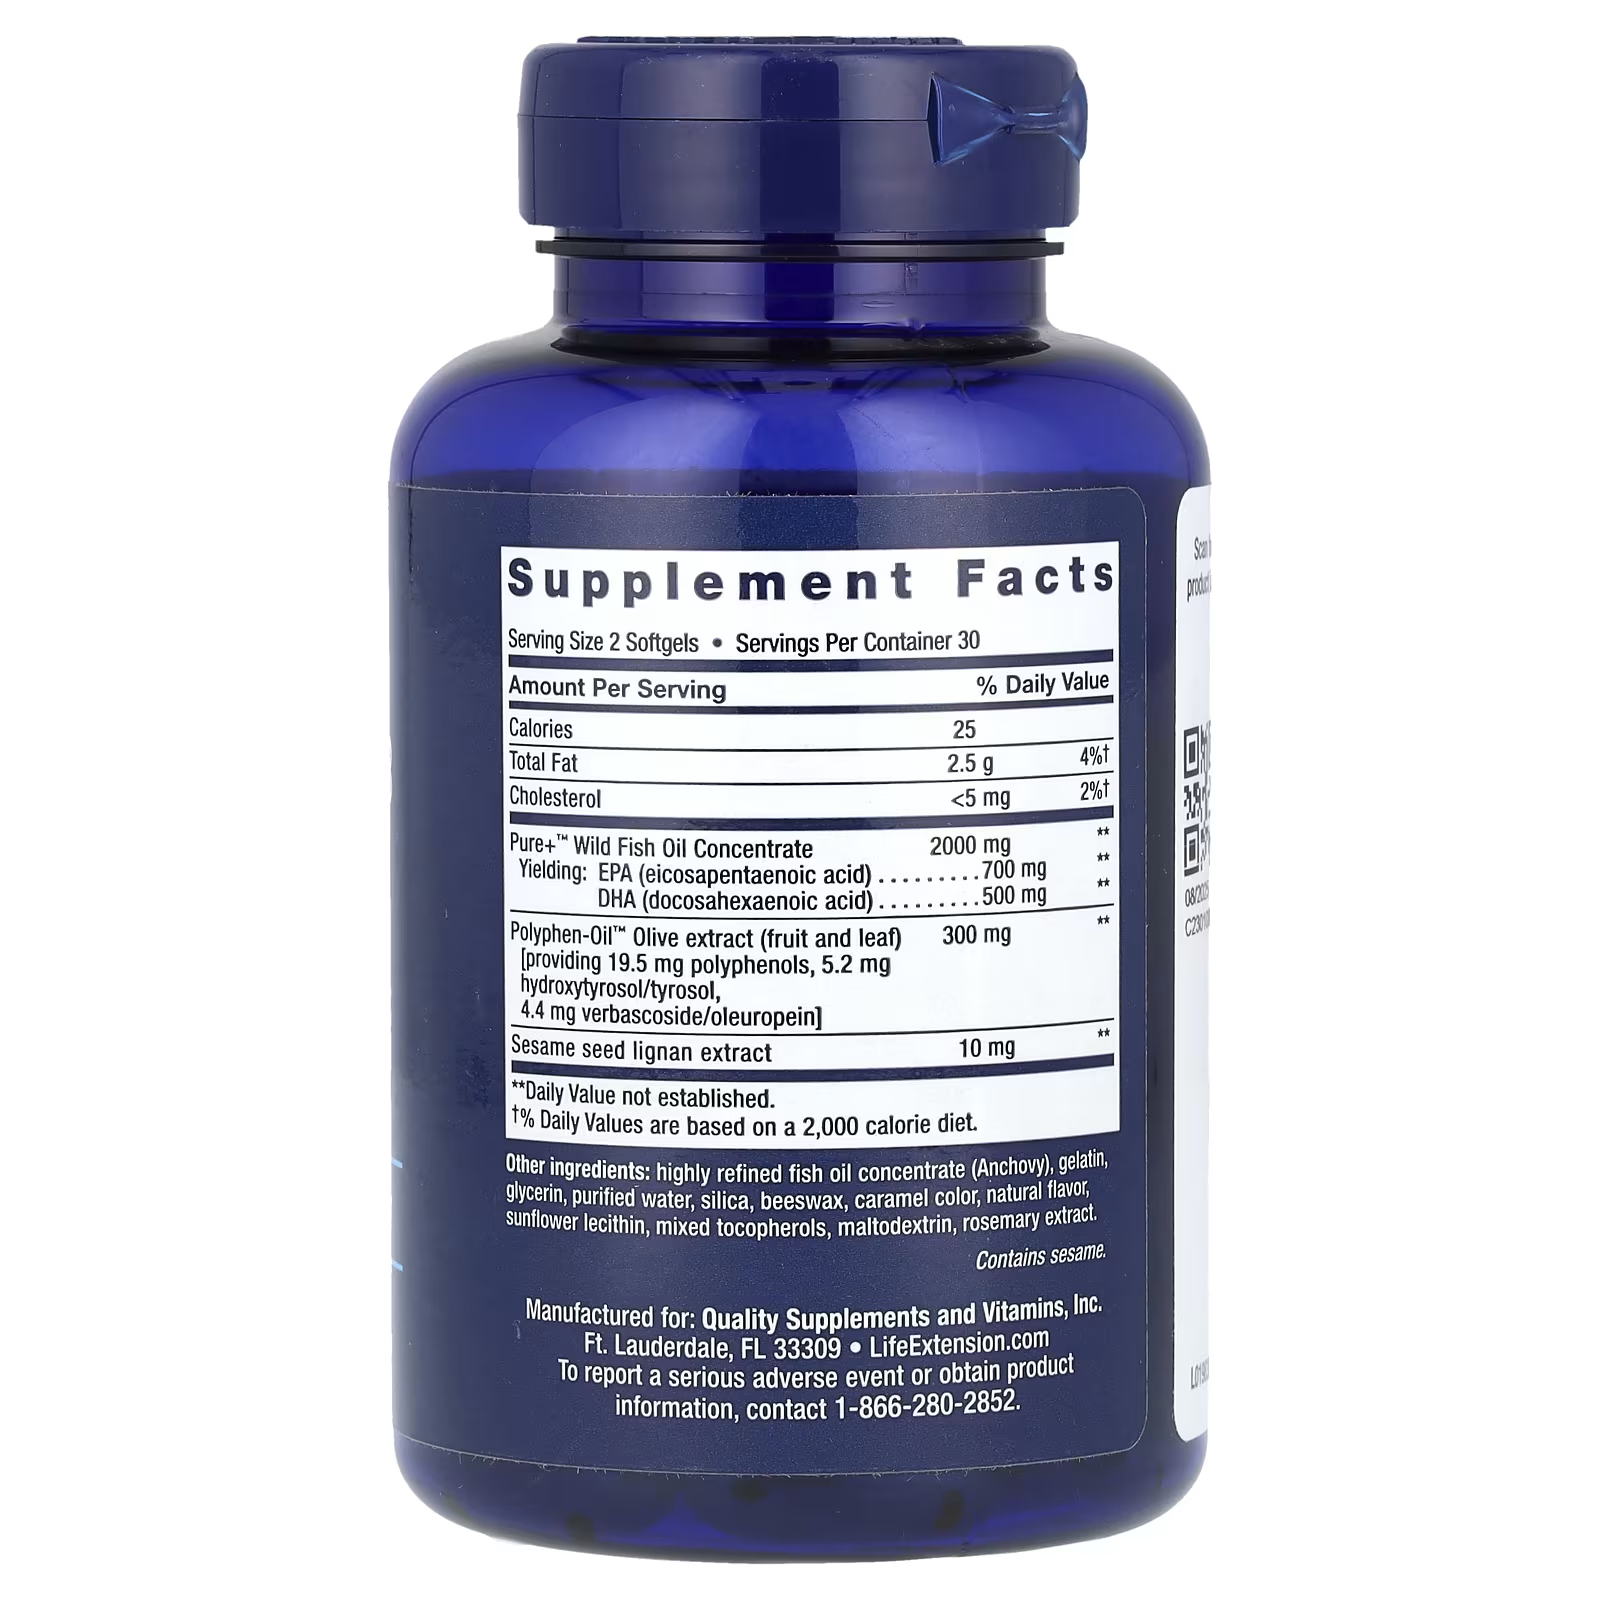 Supplement Facts
Serving Size 2 Softgels • Servings Per Container 30
Amount Per Serving % Daily Value
Calories 25
Total Fat 2.5 g 4%†
Cholesterol <5 mg 2%†
Pure+™ Wild Fish Oil Concentrate 2000 mg **
Yielding: EPA (eicosapentaenoic acid) .........700 mg **
DHA (docosahexaenoic acid) .........500 mg **
Polyphen-Oil™ Olive extract (fruit and leaf) 300 mg **
[providing 19.5 mg polyphenols, 5.2 mg
hydroxytyrosol/tyrosol,
4.4 mg verbascoside/oleuropein]
Sesame seed lignan extract 10 mg **
**Daily Value not established.
†% Daily Values are based on a 2,000 calorie diet.
Other ingredients: highly refined fish oil concentrate (Anchovy), gelatin,
glycerin, purified water, silica, beeswax, caramel color, natural flavor,
sunflower lecithin, mixed tocopherols, maltodextrin, rosemary extract.
Contains sesame.
Manufactured for: Quality Supplements and Vitamins, Inc.
Ft. Lauderdale, FL 33309 • LifeExtension.com
To report a serious adverse event or obtain product
information, contact 1-866-280-2852.
Scan
product